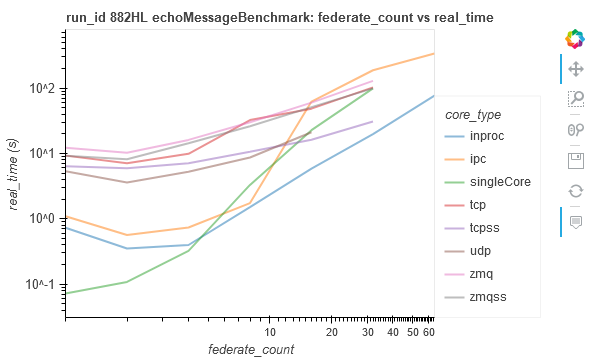 run_id 882HL echoMessageBenchmark: federate_count vs real_time
real_time (s)
10^2
10^1
10^0
10^-1
10
20
30
40
50
60
federate_count
core_type
inproc
ipc
singleCore
tcp
tcpss
udp
zmq
zmqss